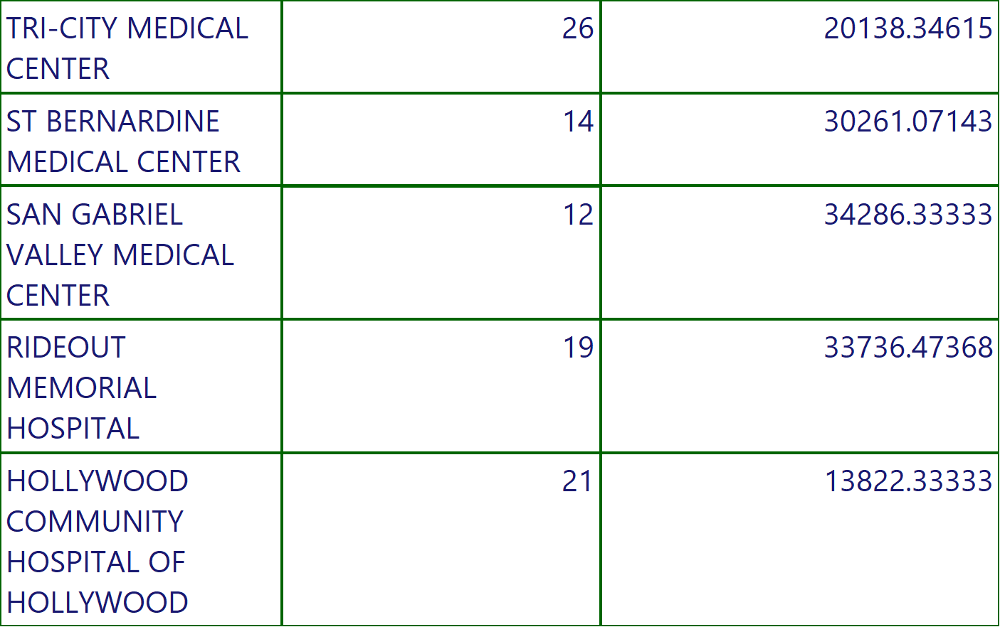 TRI-CITY MEDICAL 26 20138.34615
CENTER
ST BERNARDINE 14 30261.07143
MEDICAL CENTER
SAN GABRIEL 12 34286.33333
VALLEY MEDICAL
CENTER
RIDEOUT 19 33736.47368
MEMORIAL
HOSPITAL
HOLLYWOOD 21 13822.33333
COMMUNITY
HOSPITAL OF
HOLLYWOOD